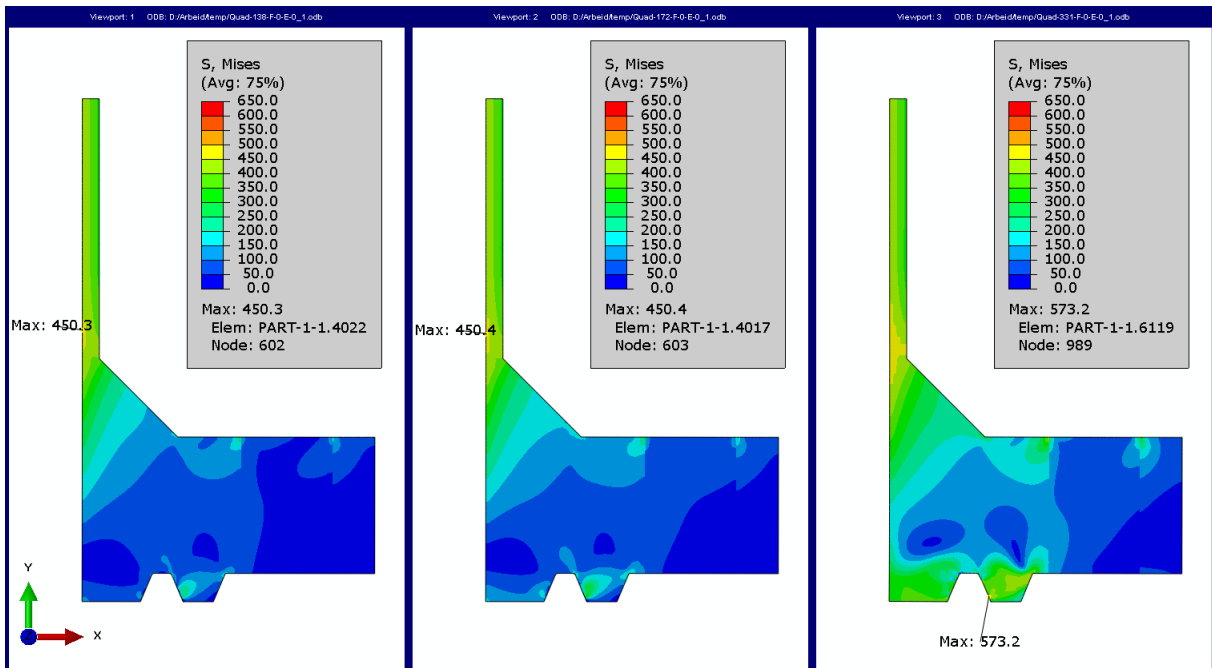 Viewport: 1 ODB: D:/Arbeid/temp/Quad-138-F-0-E-0_1.odb
S, Mises
(Avg: 75%)
650.0
600.0
550.0
500.0
450.0
400.0
350.0
300.0
250.0
200.0
150.0
100.0
50.0
0.0
Max: 450.3
Elem: PART-1-1.4022
Node: 602
Max: 450.3
Y
Z
X
Viewport: 2 ODB: D:/Arbeid/temp/Quad-172-F-0-E-0_1.odb
S, Mises
(Avg: 75%)
650.0
600.0
550.0
500.0
450.0
400.0
350.0
300.0
250.0
200.0
150.0
100.0
50.0
0.0
Max: 450.4
Elem: PART-1-1.4017
Node: 603
Max: 450.4
Viewport: 3 ODB: D:/Arbeid/temp/Quad-331-F-0-E-0_1.odb
S, Mises
(Avg: 75%)
650.0
600.0
550.0
500.0
450.0
400.0
350.0
300.0
250.0
200.0
150.0
100.0
50.0
0.0
Max: 573.2
Elem: PART-1-1.6119
Node: 989
Max: 573.2